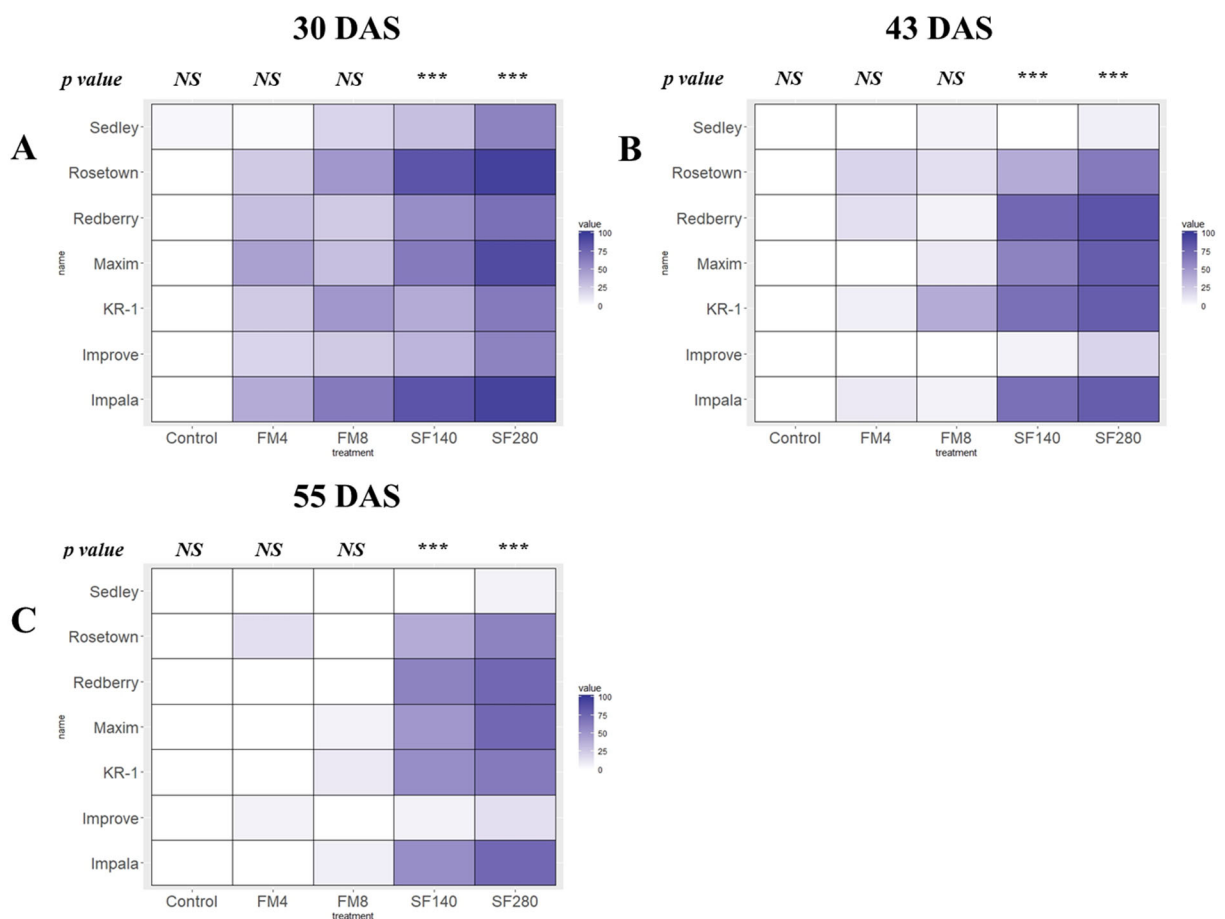 30 DAS
p value NS NS NS *** ***
A
Sedley
Rosetown
Redberry
Maxim
KR-1
Improve
Impala
name
Control FM4 FM8 SF140 SF280
treatment
value
100
75
50
25
0
43 DAS
p value NS NS NS *** ***
B
Sedley
Rosetown
Redberry
Maxim
KR-1
Improve
Impala
name
Control FM4 FM8 SF140 SF280
treatment
value
100
75
50
25
0
55 DAS
p value NS NS NS *** ***
C
Sedley
Rosetown
Redberry
Maxim
KR-1
Improve
Impala
name
Control FM4 FM8 SF140 SF280
treatment
value
100
75
50
25
0